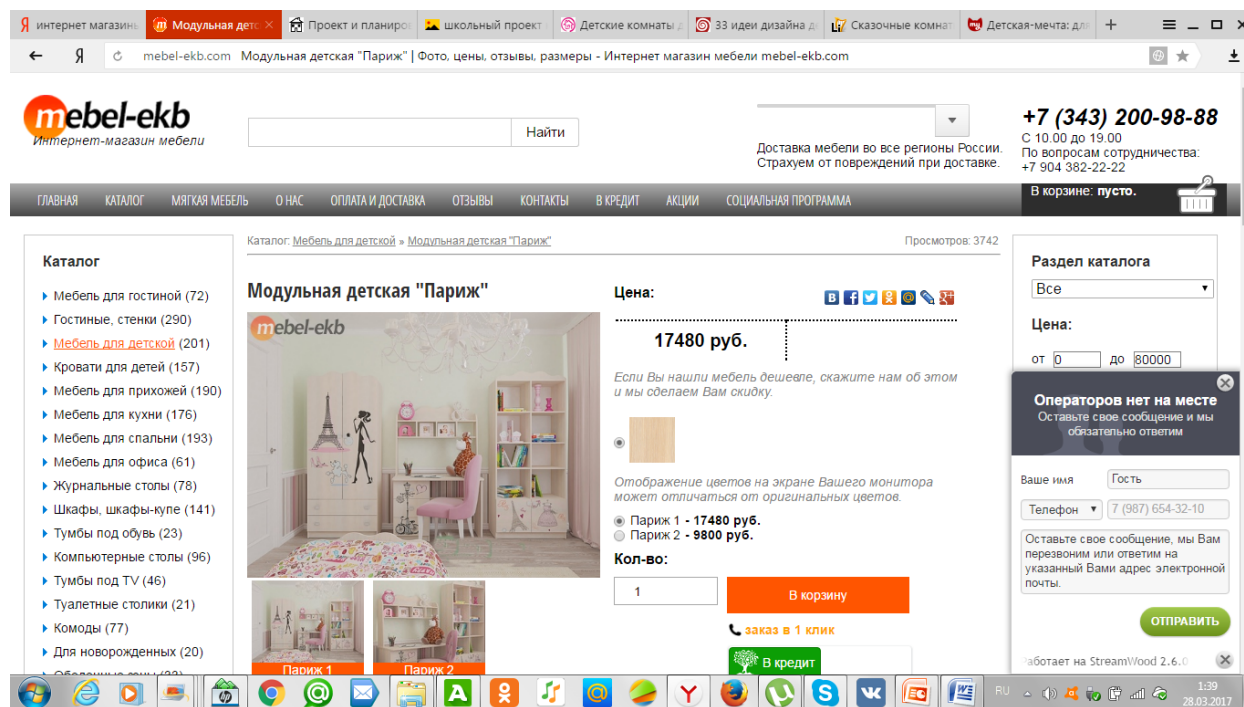 Я интернет магазинь
Модульная детс
Проект и планиров
школьный проект
Детские комнаты д
33 идеи дизайна де
Сказочные комнат
Детская-мечта: для
Я
mebel-ekb.com Модульная детская "Париж" | Фото, цены, отзывы, размеры - Интернет магазин мебели mebel-ekb.com
mebel-ekb
Интернет-магазин мебели
Найти
Доставка мебели во все регионы России.
Страхуем от повреждений при доставке.
+7 (343) 200-98-88
С 10.00 до 19.00
По вопросам сотрудничества:
+7 904 382-22-22
ГЛАВНАЯ КАТАЛОГ МЯГКАЯ МЕБЕЛЬ О НАС ОПЛАТА И ДОСТАВКА ОТЗЫВЫ КОНТАКТЫ В КРЕДИТ АКЦИИ СОЦИАЛЬНАЯ ПРОГРАММА
В корзине: пусто.
Каталог
Мебель для гостиной (72)
Гостиные, стенки (290)
Мебель для детской (201)
Кровати для детей (157)
Мебель для прихожей (190)
Мебель для кухни (176)
Мебель для спальни (193)
Мебель для офиса (61)
Журнальные столы (78)
Шкафы, шкафы-купе (141)
Тумбы под обувь (23)
Компьютерные столы (96)
Тумбы под TV (46)
Туалетные столики (21)
Комоды (77)
Для новорожденных (20)
Каталог: Мебель для детской » Модульная детская "Париж"
Просмотров: 3742
Модульная детская "Париж"
mebel-ekb
Париж 1
Париж 2
Цена:
17480 руб.
Если Вы нашли мебель дешевле, скажите нам об этом
и мы сделаем Вам скидку.
Отображение цветов на экране Вашего монитора
может отличаться от оригинальных цветов.
Париж 1 - 17480 руб.
Париж 2 - 9800 руб.
Кол-во:
1
В корзину
заказ в 1 клик
В кредит
Раздел каталога
Все
Цена:
от 0 до 80000
Операторов нет на месте
Оставьте свое сообщение и мы
обязательно ответим
Ваше имя
Гость
Телефон
7 (987) 654-32-10
Оставьте свое сообщение, мы Вам
перезвоним или ответим на
указанный Вами адрес электронной
почты.
ОТПРАВИТЬ
аботает на StreamWood 2.6.0
RU
1:39
28.03.2017